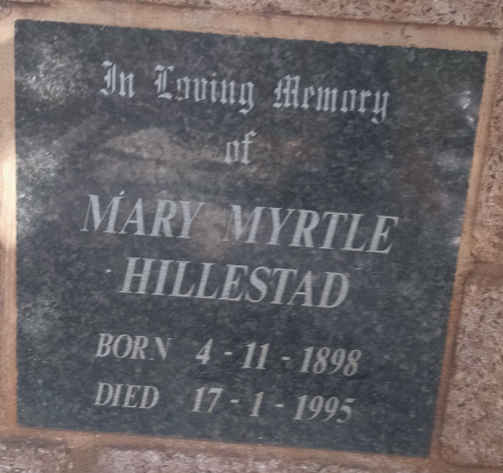 In Loving Memory
of
MARY MYRTLE
HILLESTAD
BORN 4 - 11 - 1898
DIED 17 - 1 - 1995